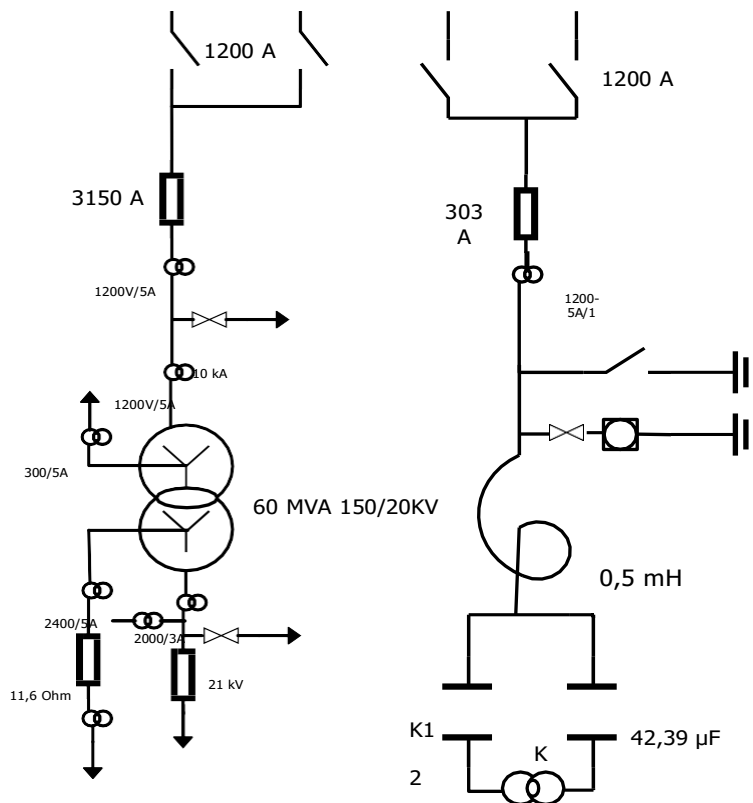 1200 A
1200 A
3150 A
303
A
1200V/5A
1200-
5A/1
10 kA
1200V/5A
300/5A
60 MVA 150/20KV
0,5 mH
2400/5A
2000/3A
11,6 Ohm
21 kV
K1
K
42,39 µF
2